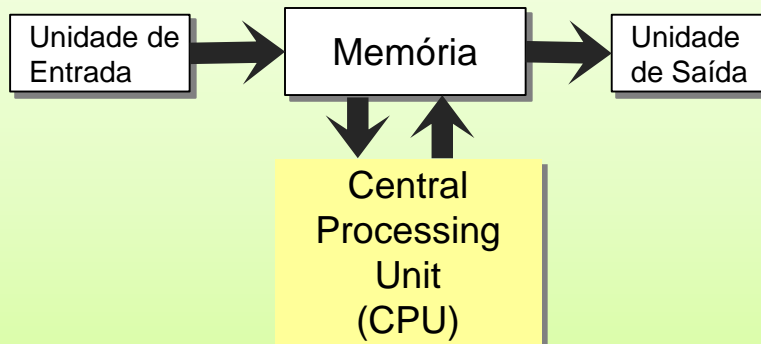 Unidade de
Entrada
Memória
Unidade
de Saída
Central
Processing
Unit
(CPU)